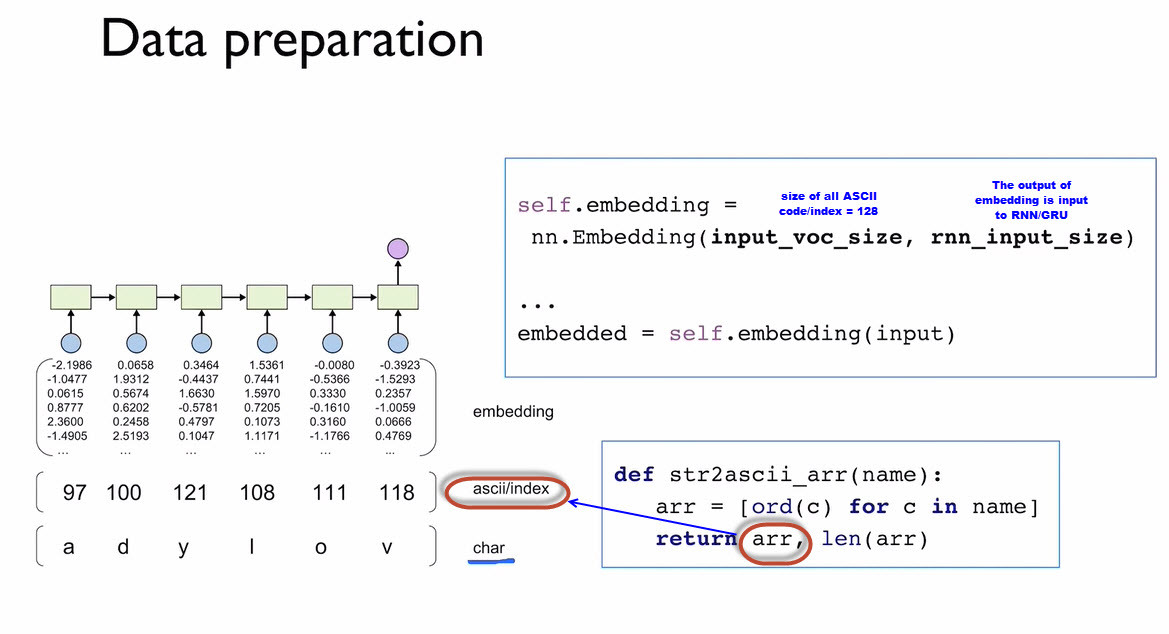 Data preparation
size of all ASCII
code/index = 128
The output of
embedding is input
to RNN/GRU
self.embedding =
nn.Embedding(input_voc_size, rnn_input_size)
...
embedded = self.embedding(input)
-2.1986 0.0658 0.3464 1.5361 -0.0080 -0.3923
-1.0477 1.9312 -0.4437 0.7441 -0.5366 -1.5293
0.0615 0.5674 1.6630 1.5970 0.3330 0.2357
0.8777 0.6202 -0.5781 0.7205 -0.1610 -1.0059
2.3600 0.2458 0.4797 0.1073 0.3160 0.0666
-1.4905 2.5193 0.1047 1.1171 -1.1766 0.4769
... ... ... ... ... ...
embedding
97 100 121 108 111 118
ascii/index
a d y l o v
char
def str2ascii_arr(name):
arr = [ord(c) for c in name]
return arr, len(arr)